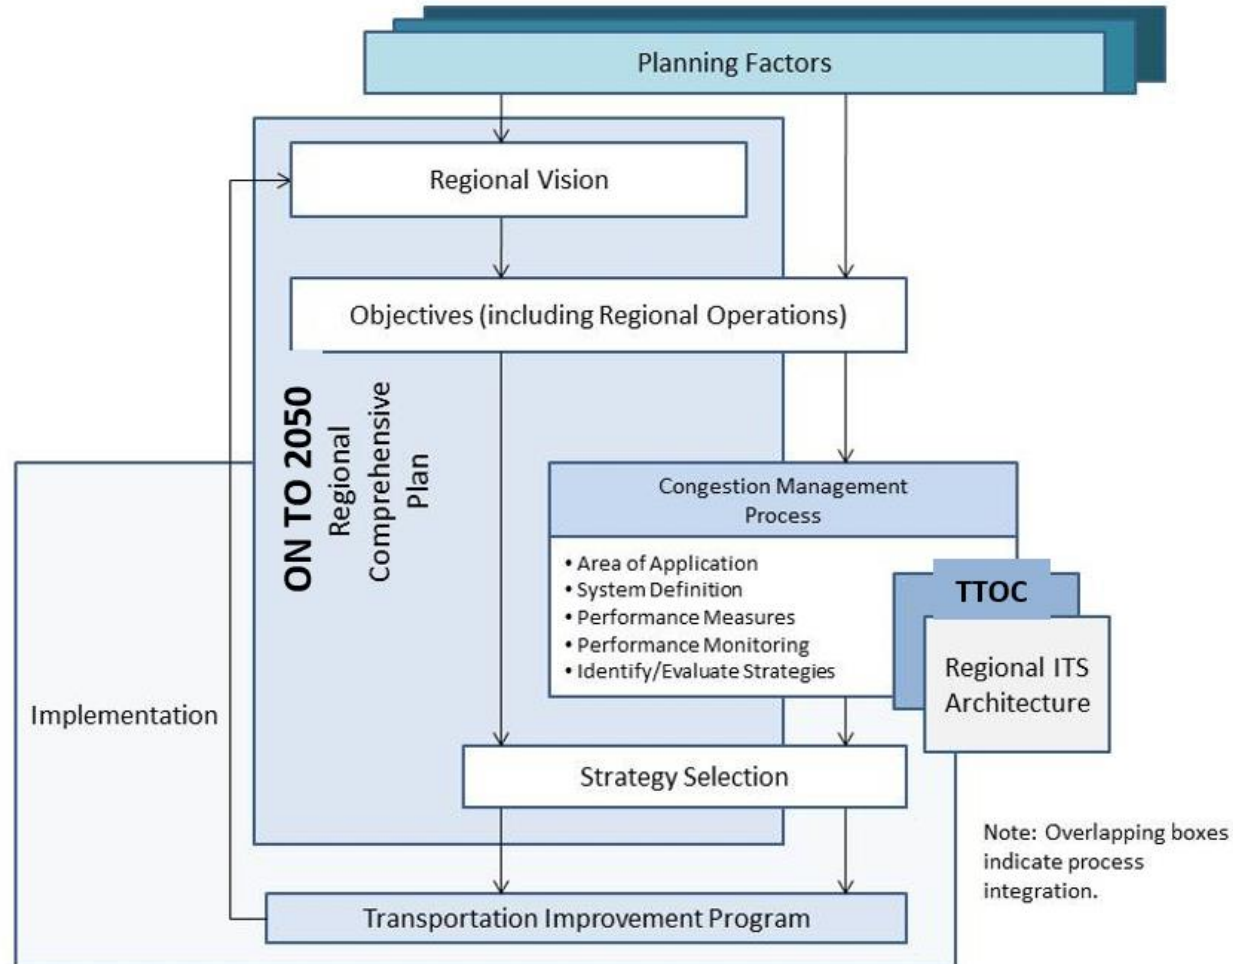 Planning Factors
Regional Vision
Objectives (including Regional Operations)
ON TO 2050
Regional
Comprehensive
Plan
Congestion Management
Process
• Area of Application
• System Definition
• Performance Measures
• Performance Monitoring
• Identify/Evaluate Strategies
TTOC
Regional ITS
Architecture
Implementation
Strategy Selection
Note: Overlapping boxes
indicate process
integration.
Transportation Improvement Program